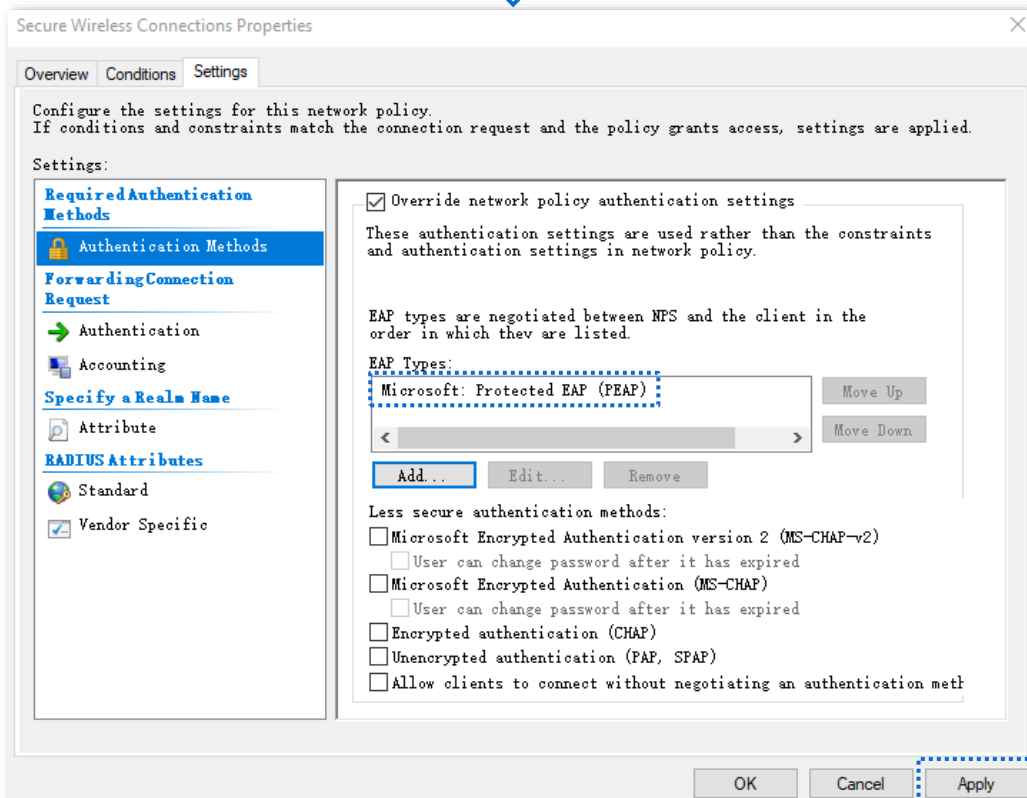 Secure Wireless Connections Properties
Overview Conditions Settings
Configure the settings for this network policy.
If conditions and constraints match the connection request and the policy grants access, settings are applied.
Settings:
Required Authentication
Methods
Authentication Methods
Forwarding Connection
Request
Authentication
Accounting
Specify a Realm Name
Attribute
RADIUS Attributes
Standard
Vendor Specific
Override network policy authentication settings
These authentication settings are used rather than the constraints
and authentication settings in network policy.
EAP types are negotiated between NPS and the client in the
order in which they are listed.
EAP Types:
Microsoft: Protected EAP (PEAP)
Move Up
Move Down
Add... Edit... Remove
Less secure authentication methods:
Microsoft Encrypted Authentication version 2 (MS-CHAP-v2)
User can change password after it has expired
Microsoft Encrypted Authentication (MS-CHAP)
User can change password after it has expired
Encrypted authentication (CHAP)
Unencrypted authentication (PAP, SPAP)
Allow clients to connect without negotiating an authentication meth
OK Cancel Apply